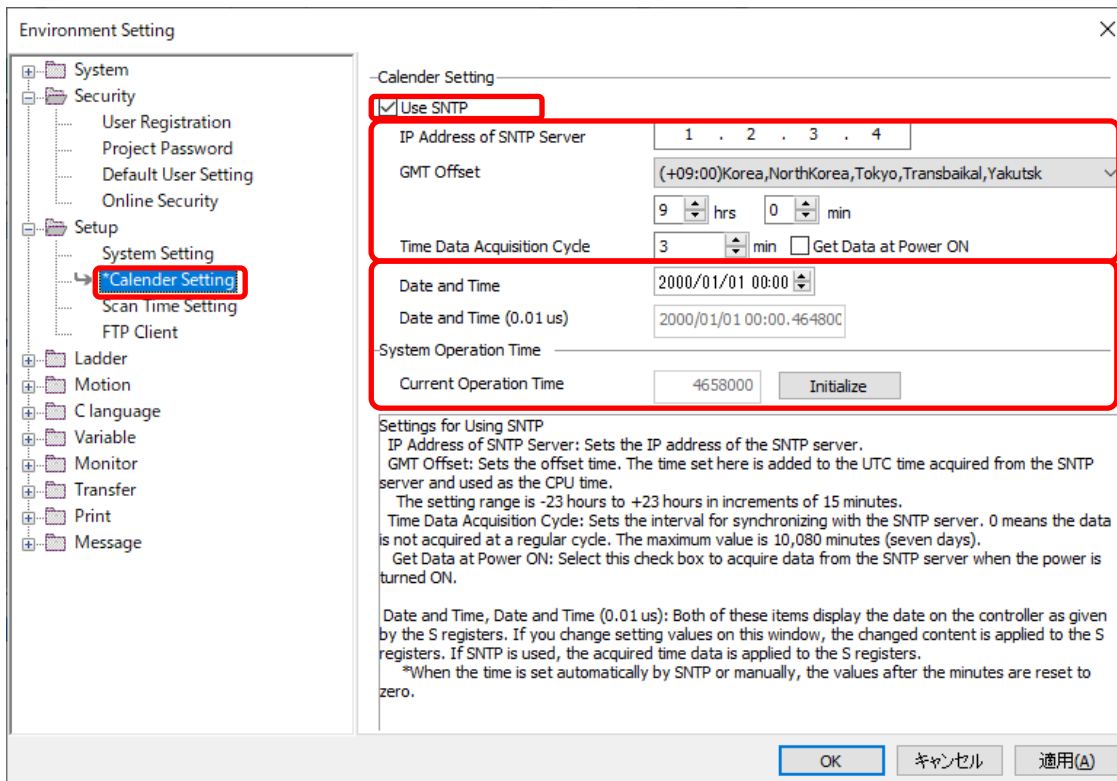 Environment Setting
System
Security
User Registration
Project Password
Default User Setting
Online Security
Setup
System Setting
*Calender Setting
Scan Time Setting
FTP Client
Ladder
Motion
C language
Variable
Monitor
Transfer
Print
Message
Calender Setting
Use SNTP
IP Address of SNTP Server 1 . 2 . 3 . 4
GMT Offset (+09:00)Korea,NorthKorea,Tokyo,Transbaikal,Yakutsk
9 hrs 0 min
Time Data Acquisition Cycle 3 min Get Data at Power ON
Date and Time 2000/01/01 00:00
Date and Time (0.01 us) 2000/01/01 00:00.464800
System Operation Time
Current Operation Time 4658000 Initialize
Settings for Using SNTP
IP Address of SNTP Server: Sets the IP address of the SNTP server.
GMT Offset: Sets the offset time. The time set here is added to the UTC time acquired from the SNTP
server and used as the CPU time.
The setting range is -23 hours to +23 hours in increments of 15 minutes.
Time Data Acquisition Cycle: Sets the interval for synchronizing with the SNTP server. 0 means the data
is not acquired at a regular cycle. The maximum value is 10,080 minutes (seven days).
Get Data at Power ON: Select this check box to acquire data from the SNTP server when the power is
turned ON.
Date and Time, Date and Time (0.01 us): Both of these items display the date on the controller as given
by the S registers. If you change setting values on this window, the changed content is applied to the S
registers. If SNTP is used, the acquired time data is applied to the S registers.
*When the time is set automatically by SNTP or manually, the values after the minutes are reset to
zero.
OK キャンセル 適用(A)